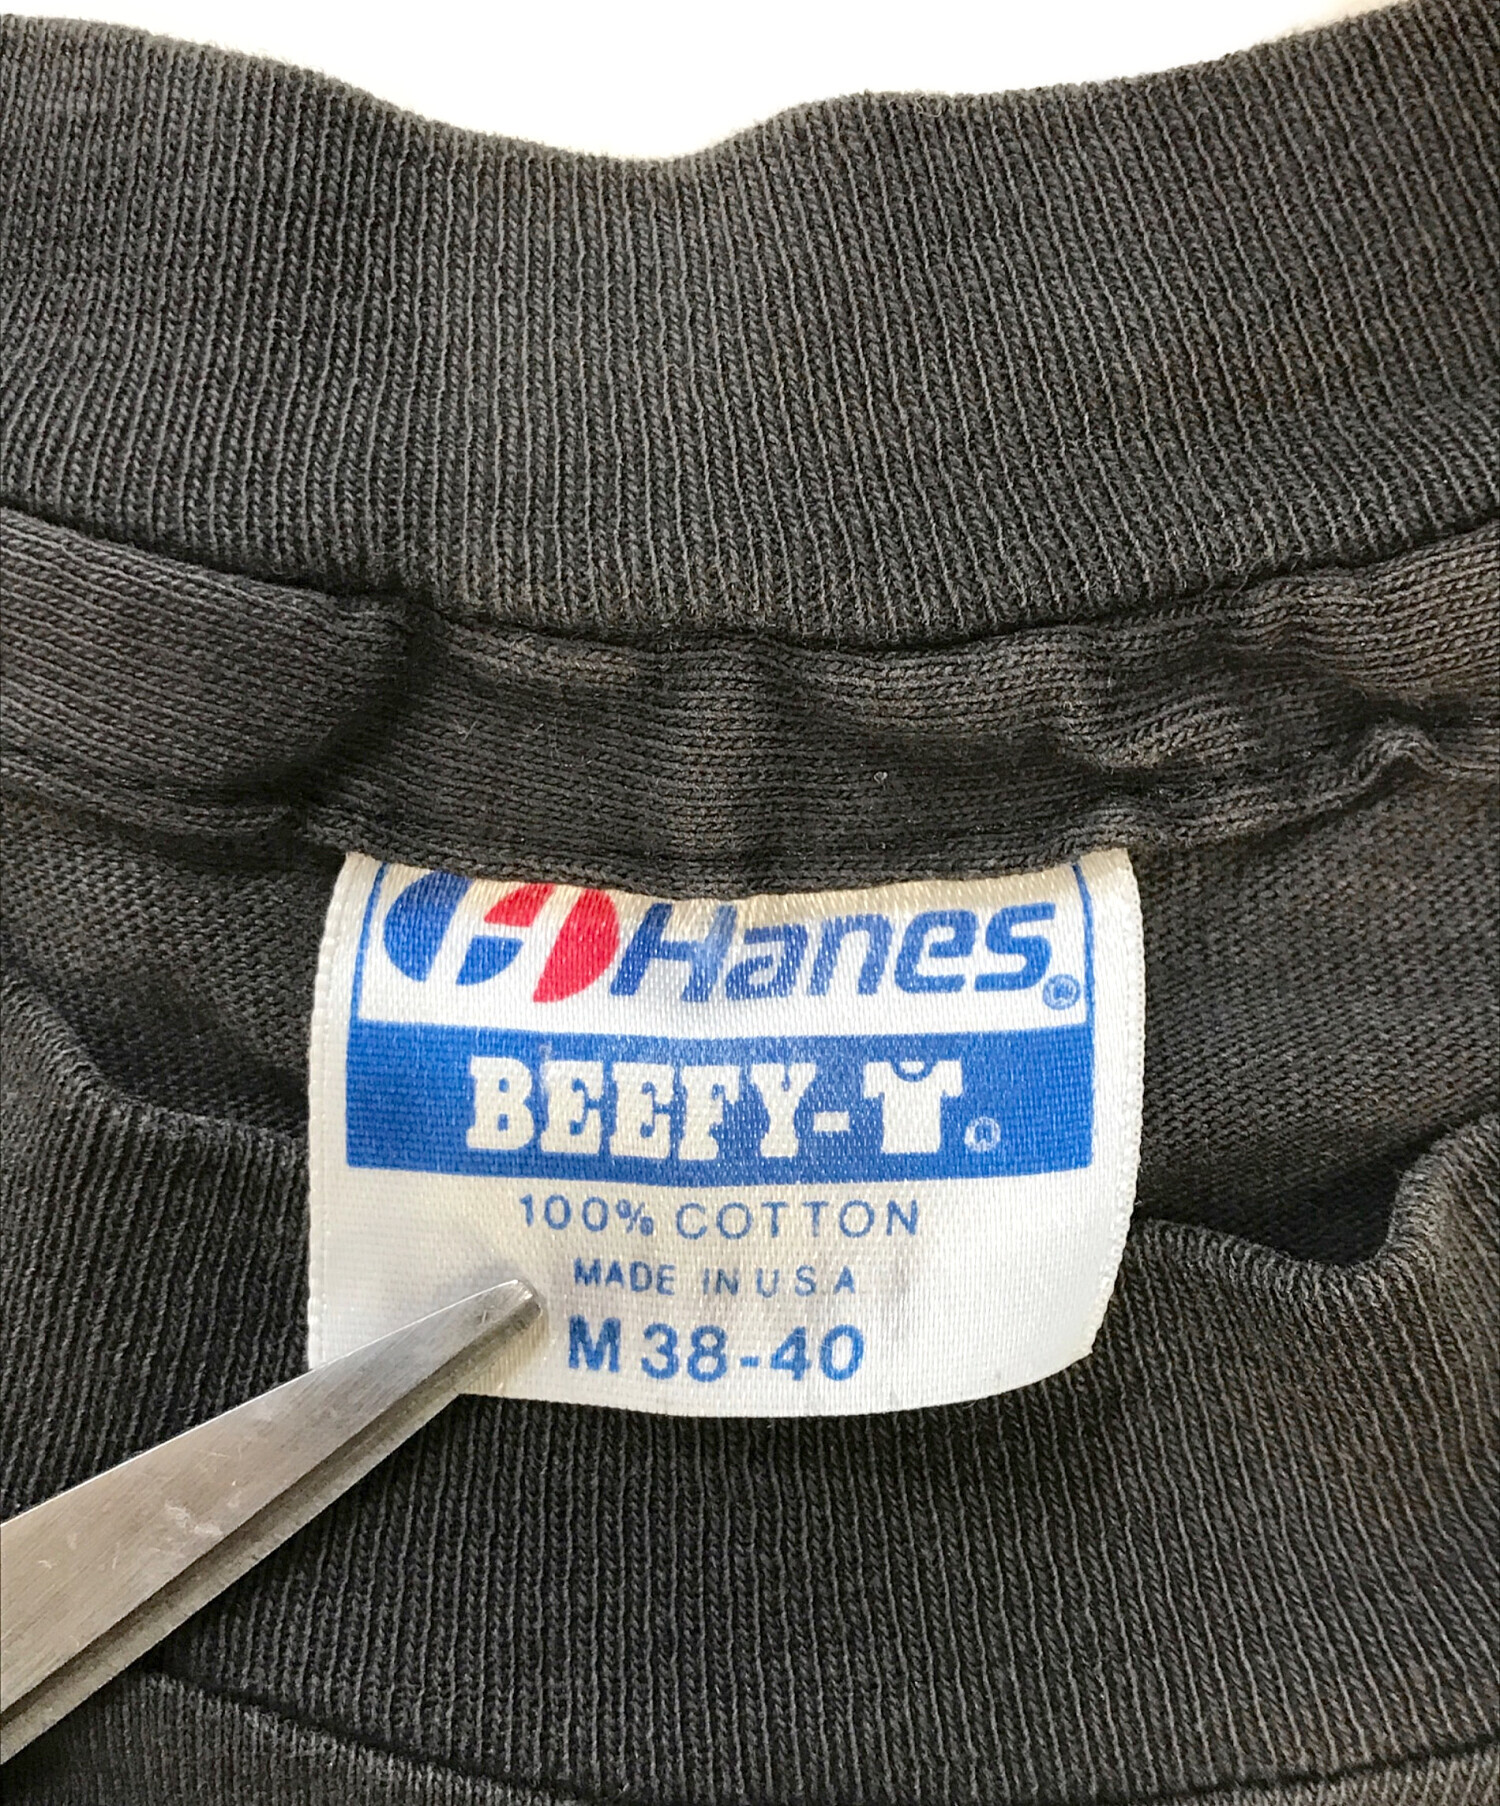 Hanes®
BEEFY-T®
100% COTTON
MADE IN U S A
M 38-40